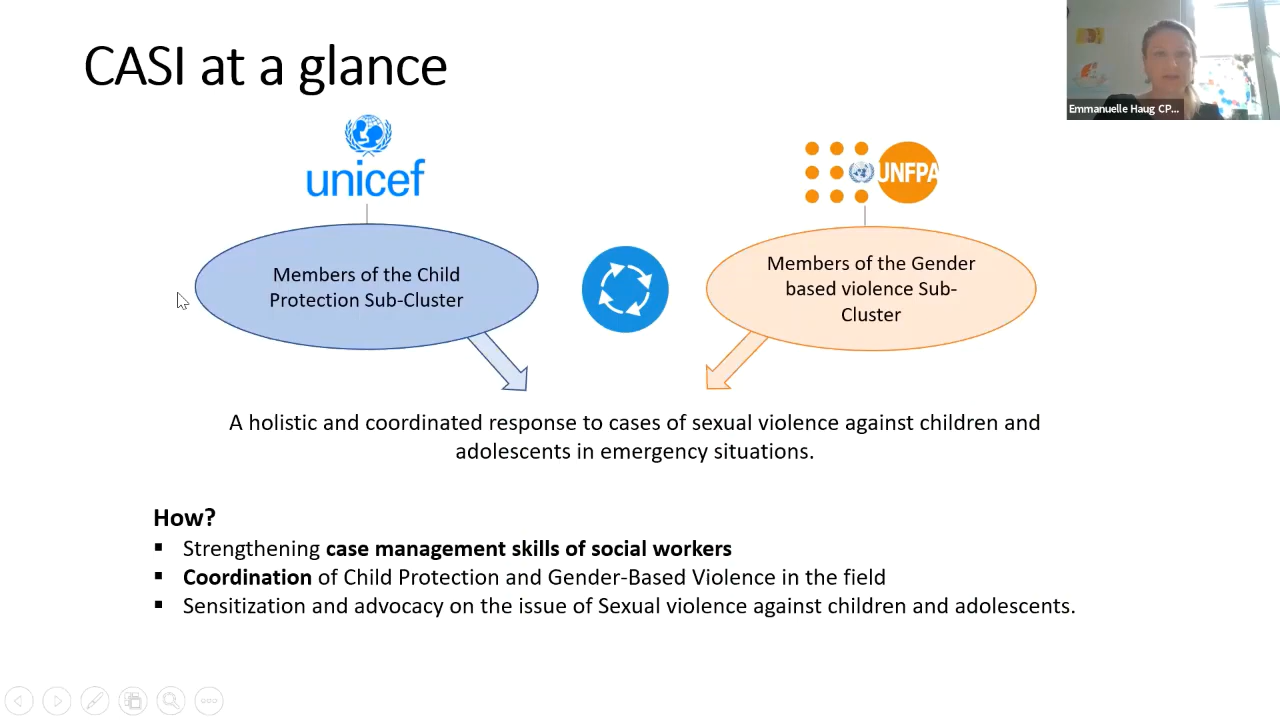 CASI at a glance
Emmanuelle Haug CP...
unicef
UNFPA
Members of the Child
Protection Sub-Cluster
Members of the Gender
based violence Sub-
Cluster
A holistic and coordinated response to cases of sexual violence against children and
adolescents in emergency situations.
How?
▪ Strengthening case management skills of social workers
▪ Coordination of Child Protection and Gender-Based Violence in the field
▪ Sensitization and advocacy on the issue of Sexual violence against children and adolescents.